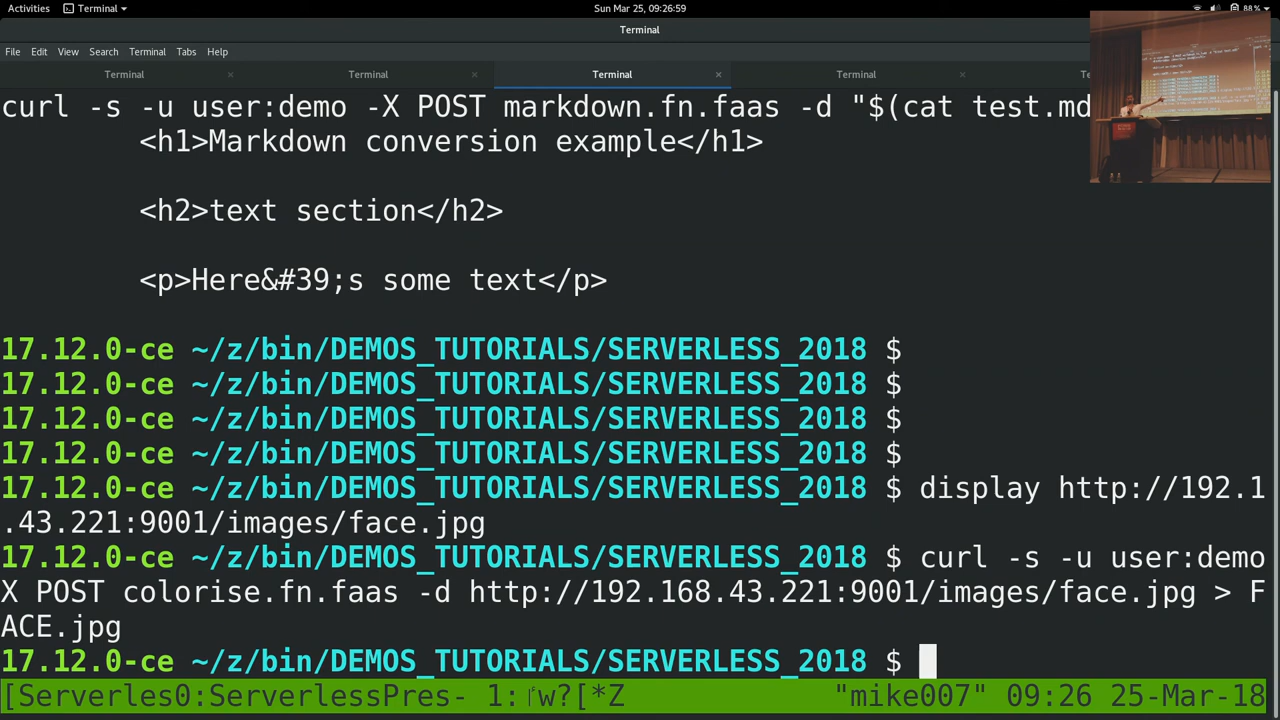 Activities Terminal Sun Mar 25, 09:26:59 88%
Terminal
File Edit View Search Terminal Tabs Help
Terminal × Terminal × Terminal × Terminal × Te
curl -s -u user:demo -X POST markdown.fn.faas -d "$(cat test.md
<h1>Markdown conversion example</h1>
<h2>text section</h2>
<p>Here&#39;s some text</p>
17.12.0-ce ~/z/bin/DEMOS_TUTORIALS/SERVERLESS_2018 $
17.12.0-ce ~/z/bin/DEMOS_TUTORIALS/SERVERLESS_2018 $
17.12.0-ce ~/z/bin/DEMOS_TUTORIALS/SERVERLESS_2018 $
17.12.0-ce ~/z/bin/DEMOS_TUTORIALS/SERVERLESS_2018 $
17.12.0-ce ~/z/bin/DEMOS_TUTORIALS/SERVERLESS_2018 $ display http://192.1
.43.221:9001/images/face.jpg
17.12.0-ce ~/z/bin/DEMOS_TUTORIALS/SERVERLESS_2018 $ curl -s -u user:demo
X POST colorise.fn.faas -d http://192.168.43.221:9001/images/face.jpg > F
ACE.jpg
17.12.0-ce ~/z/bin/DEMOS_TUTORIALS/SERVERLESS_2018 $
[Serverles0:ServerlessPres- 1: w?[*Z "mike007" 09:26 25-Mar-18